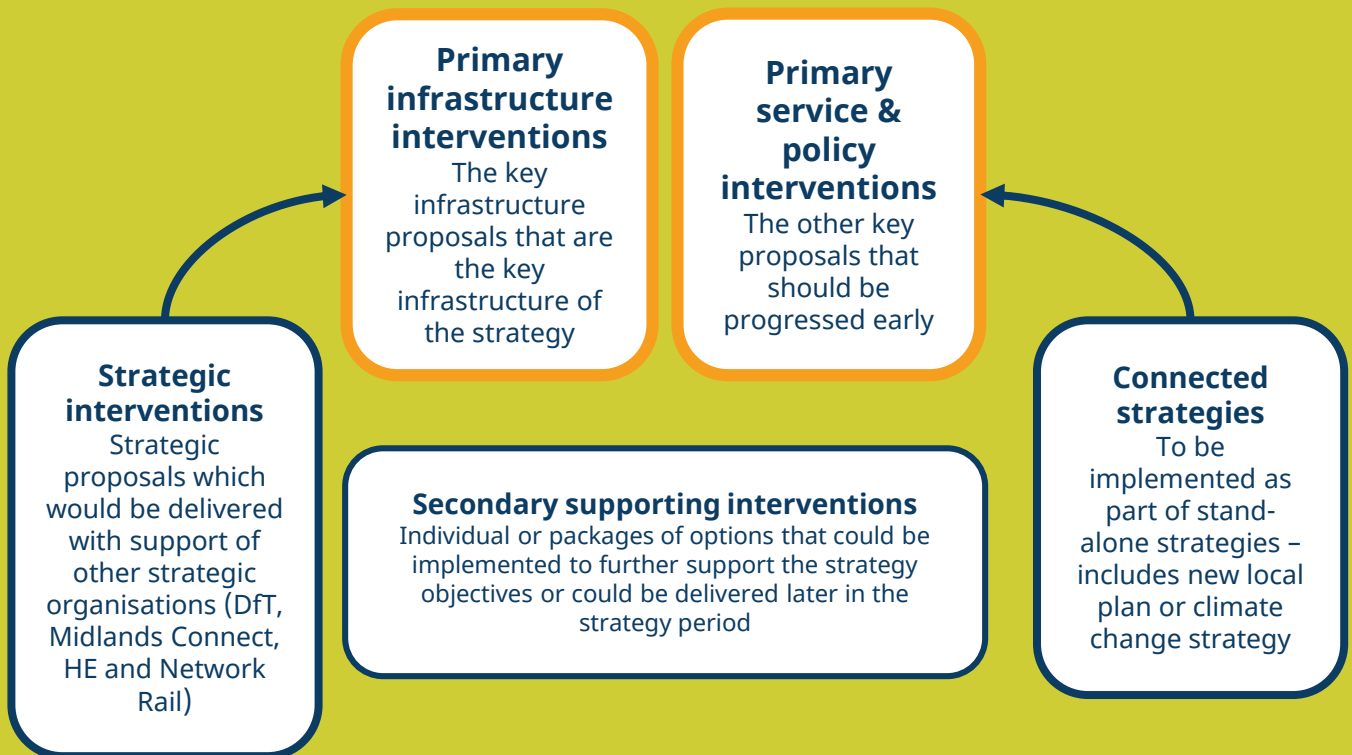 Primary
infrastructure
interventions
The key
infrastructure
proposals that are
the key
infrastructure of
the strategy
Primary
service &
policy
interventions
The other key
proposals that
should be
progressed early
Strategic
interventions
Strategic
proposals which
would be delivered
with support of
other strategic
organisations (DfT,
Midlands Connect,
HE and Network
Rail)
Secondary supporting interventions
Individual or packages of options that could be
implemented to further support the strategy
objectives or could be delivered later in the
strategy period
Connected
strategies
To be
implemented as
part of stand-
alone strategies –
includes new local
plan or climate
change strategy